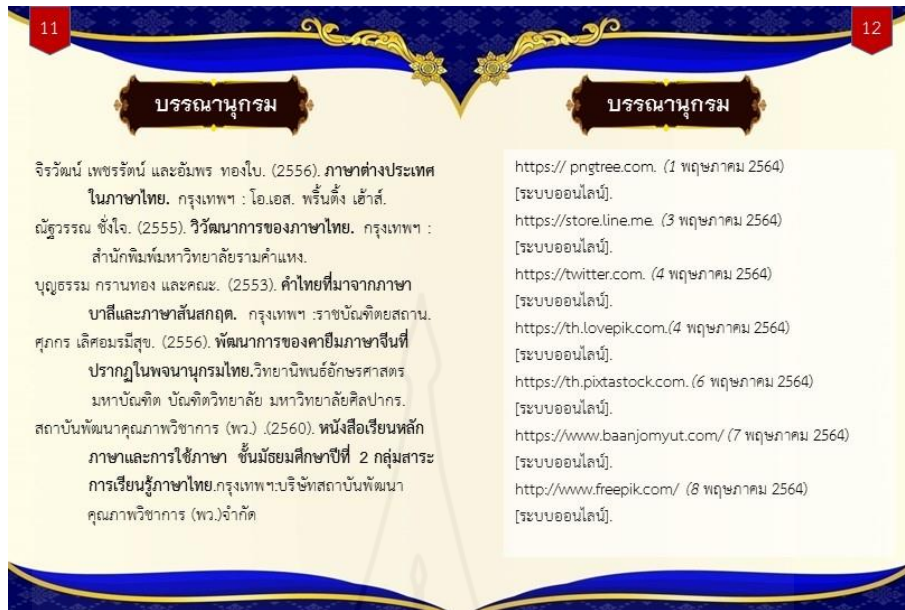 11
บรรณานุกรม
จิรวัฒน์ เพชรรัตน์ และอัมพร ทองใบ. (2556). ภาษาต่างประเทศ
ในภาษาไทย. กรุงเทพฯ : โอ.เอส. พริ้นติ้ง เฮ้าส์.
ณัฐวรรณ ชั่งใจ. (2555). วิวัฒนาการของภาษาไทย. กรุงเทพฯ :
สำนักพิมพ์มหาวิทยาลัยรามคำแหง.
บุญธรรม กรานทอง และคณะ. (2553). คำไทยที่มาจากภาษา
บาลีและภาษาสันสกฤต. กรุงเทพฯ :ราชบัณฑิตยสถาน.
ศุภกร เลิศอมรมีสุข. (2556). พัฒนาการของคายืมภาษาจีนที่
ปรากฏในพจนานุกรมไทย.วิทยานิพนธ์อักษรศาสตร
มหาบัณฑิต บัณฑิตวิทยาลัย มหาวิทยาลัยศิลปากร.
สถาบันพัฒนาคุณภาพวิชาการ (พว.) .(2560). หนังสือเรียนหลัก
ภาษาและการใช้ภาษา ชั้นมัธยมศึกษาปีที่ 2 กลุ่มสาระ
การเรียนรู้ภาษาไทย.กรุงเทพฯ:บริษัทสถาบันพัฒนา
คุณภาพวิชาการ (พว.)จำกัด
12
บรรณานุกรม
https:// pngtree.com. (1 พฤษภาคม 2564)
[ระบบออนไลน์].
https://store.line.me. (3 พฤษภาคม 2564)
[ระบบออนไลน์].
https://twitter.com. (4 พฤษภาคม 2564)
[ระบบออนไลน์].
https://th.lovepik.com.(4 พฤษภาคม 2564)
[ระบบออนไลน์].
https://th.pixtastock.com. (6 พฤษภาคม 2564)
[ระบบออนไลน์].
https://www.baanjomyut.com/ (7 พฤษภาคม 2564)
[ระบบออนไลน์].
http://www.freepik.com/ (8 พฤษภาคม 2564)
[ระบบออนไลน์].